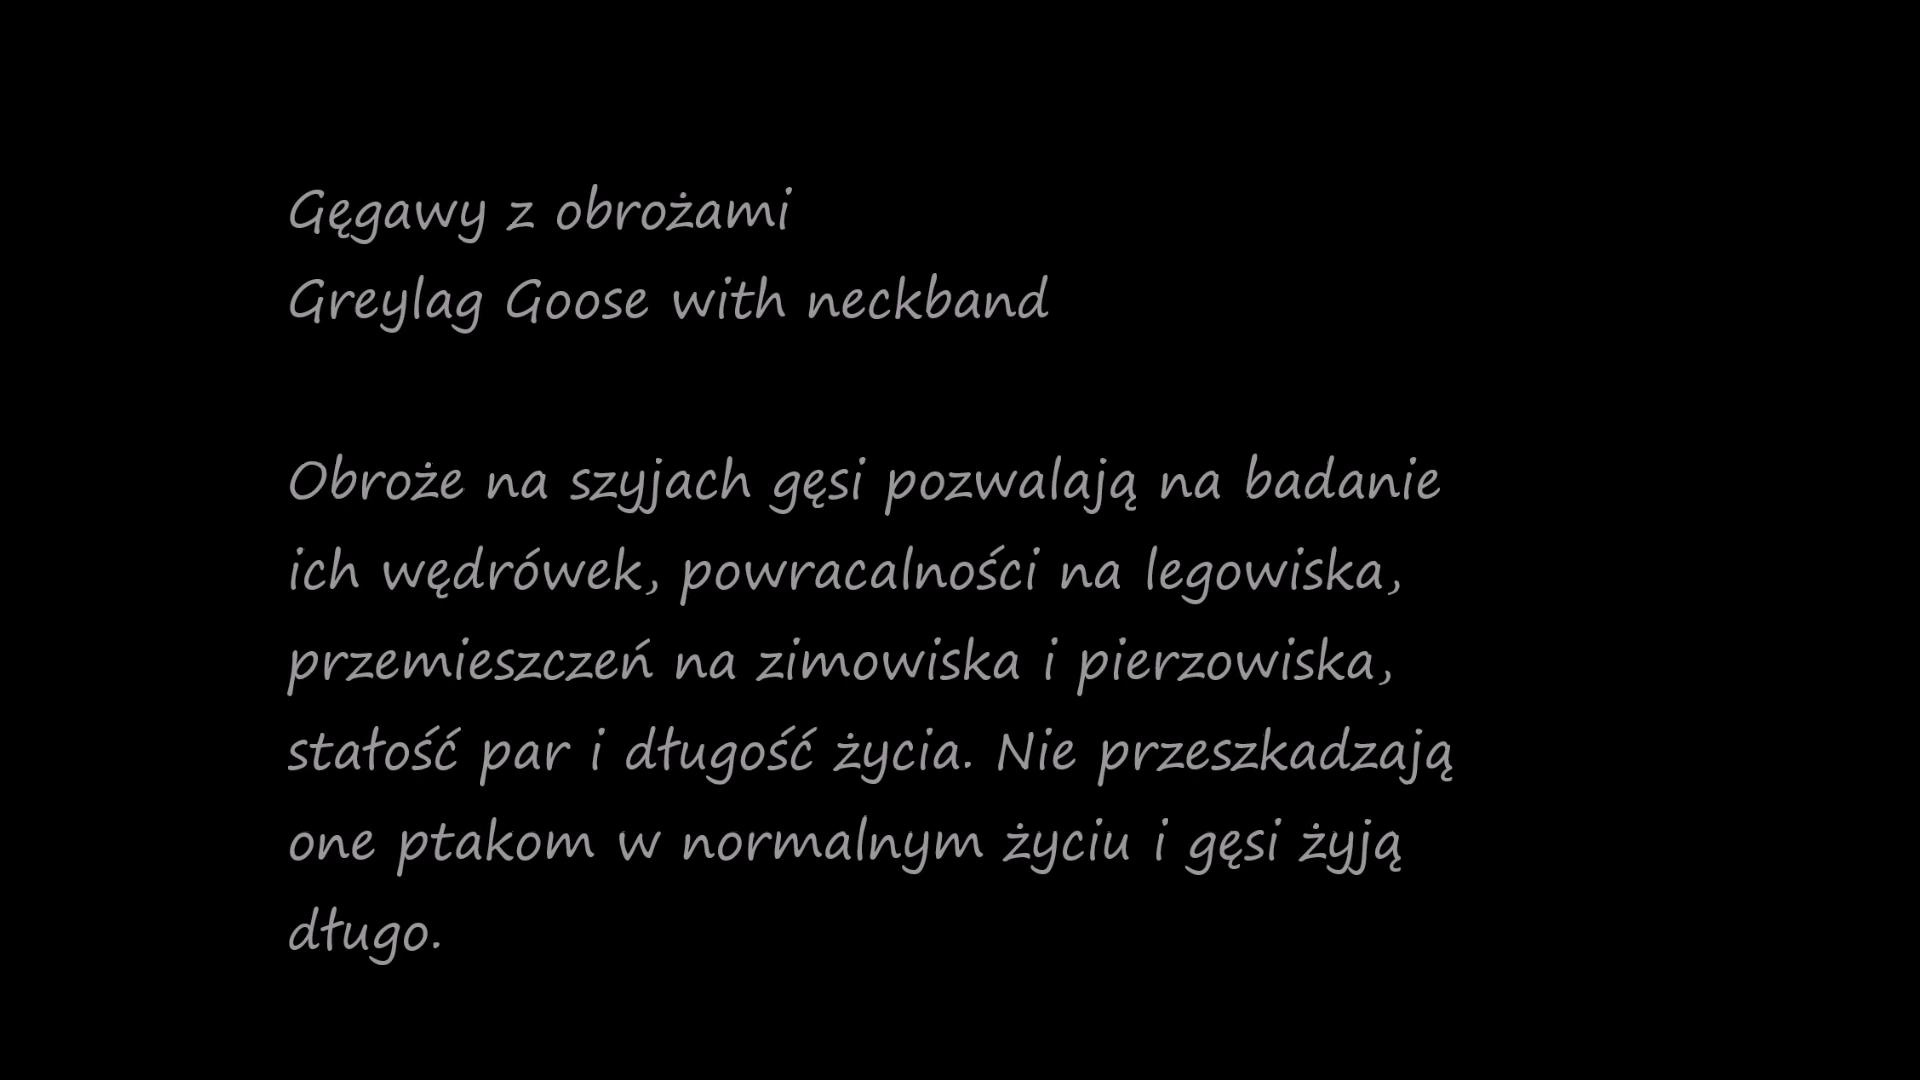 Gęgawy z obrożami
Greylag Goose with neckband
Obroże na szyjach gęsi pozwalają na badanie
ich wędrówek, powracalności na legowiska,
przemieszczeń na zimowiska i pierzowiska,
stałość par i długość życia. Nie przeszkadzają
one ptakom w normalnym życiu i gęsi żyją
długo.